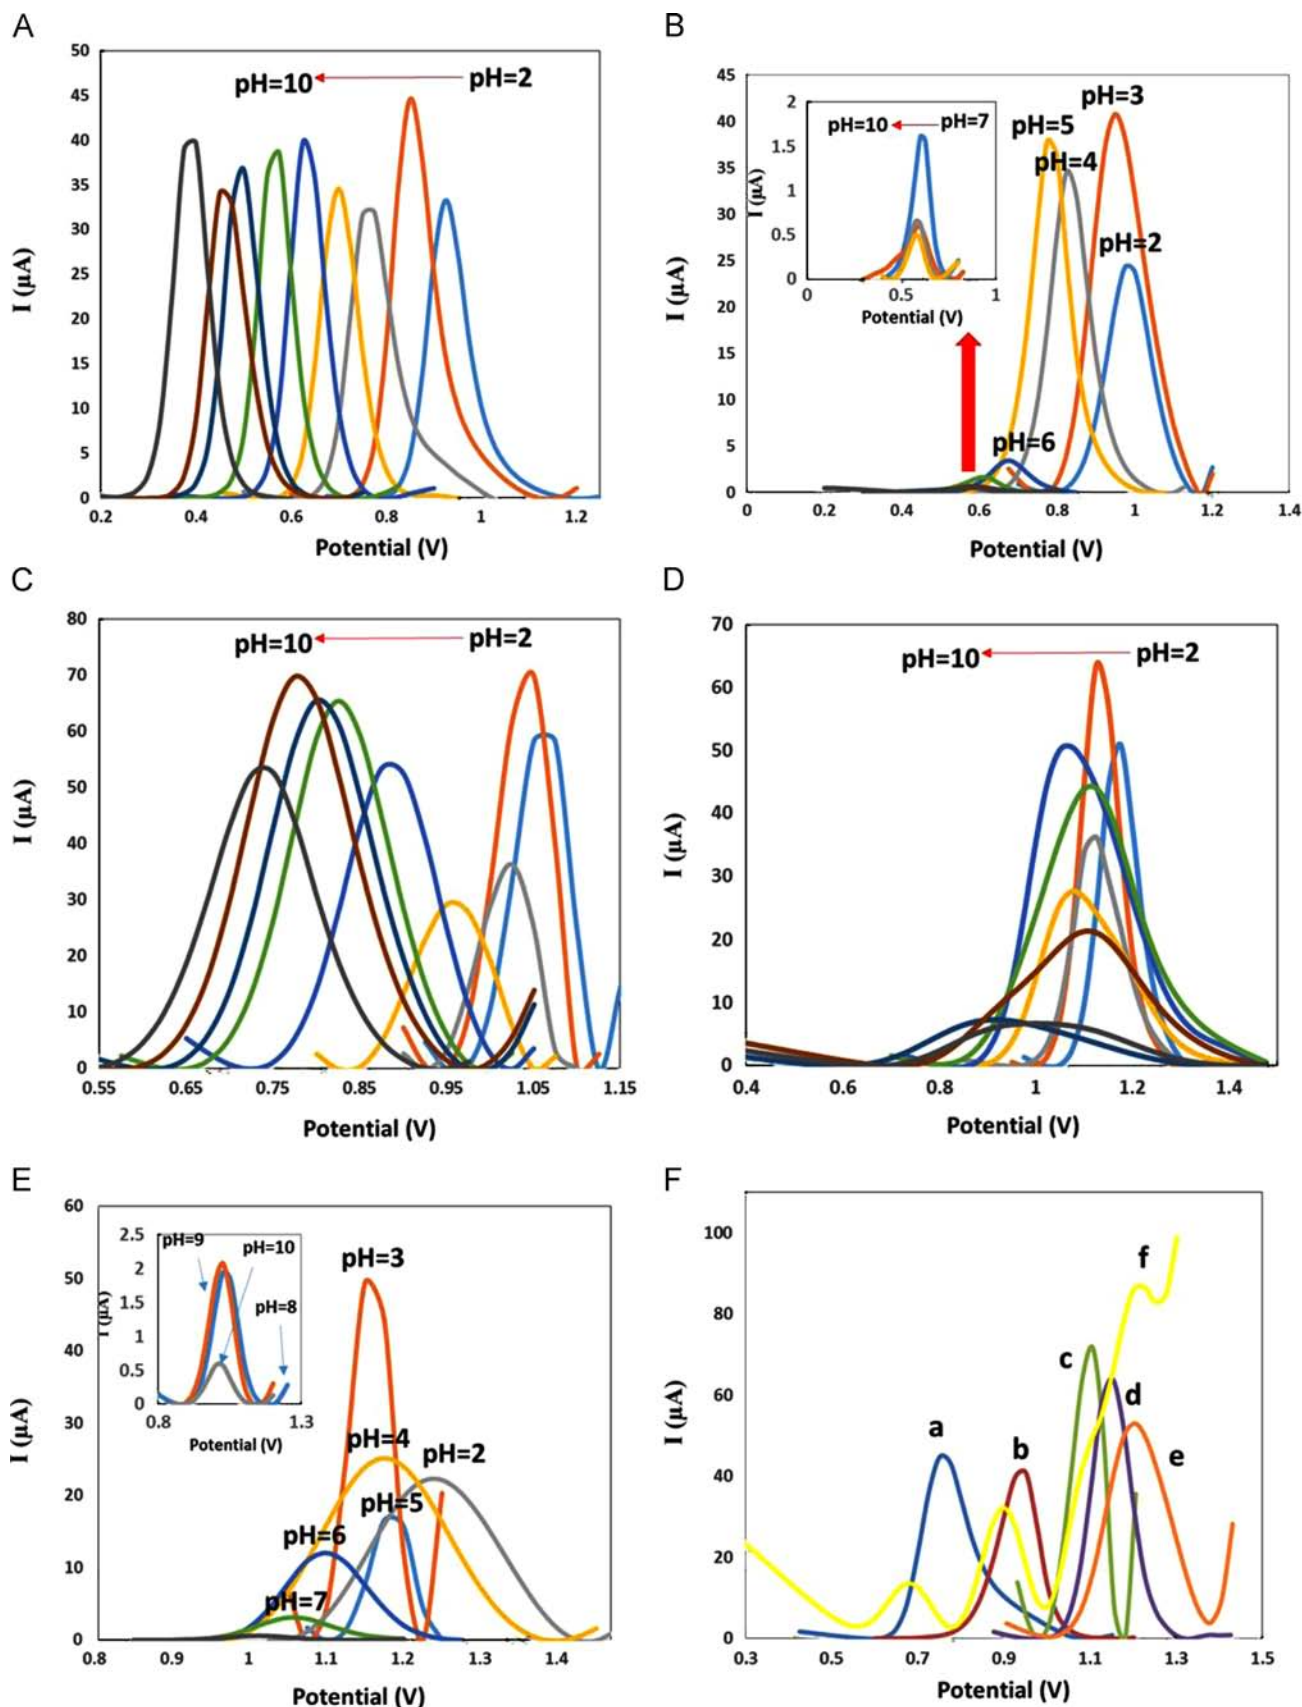 A
50
45
40
35
30
25
20
15
10
5
0
I (µA)
pH=10
pH=2
0.2 0.4 0.6 0.8 1 1.2
Potential (V)
B
45
40
35
30
25
20
15
10
5
0
I (µA)
pH=3
pH=5
pH=4
pH=2
pH=6
2
1.5
1
0.5
0
I (µA)
pH=10
pH=7
0 0.5 1
Potential (V)
0 0.2 0.4 0.6 0.8 1 1.2 1.4
Potential (V)
C
80
70
60
50
40
30
20
10
0
I (µA)
pH=10
pH=2
0.55 0.65 0.75 0.85 0.95 1.05 1.15
Potential (V)
D
70
60
50
40
30
20
10
0
I (µA)
pH=10
pH=2
0.4 0.6 0.8 1 1.2 1.4
Potential (V)
E
60
50
40
30
20
10
0
I (µA)
2.5
2
1.5
1
0.5
0
I (µA)
pH=9
pH=10
pH=8
0.8 1.3
Potential (V)
pH=3
pH=4
pH=2
pH=5
pH=6
pH=7
0.8 0.9 1 1.1 1.2 1.3 1.4
Potential (V)
F
100
80
60
40
20
0
I (µA)
f
c
d
a
b
e
0.3 0.5 0.7 0.9 1.1 1.3 1.5
Potential (V)